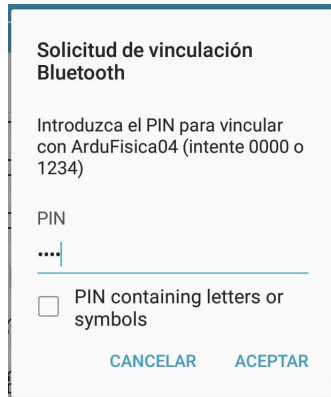 Solicitud de vinculación
Bluetooth
Introduzca el PIN para vincular
con ArduFisica04 (intente 0000 o
1234)
PIN
••••
PIN containing letters or
symbols
CANCELAR ACEPTAR